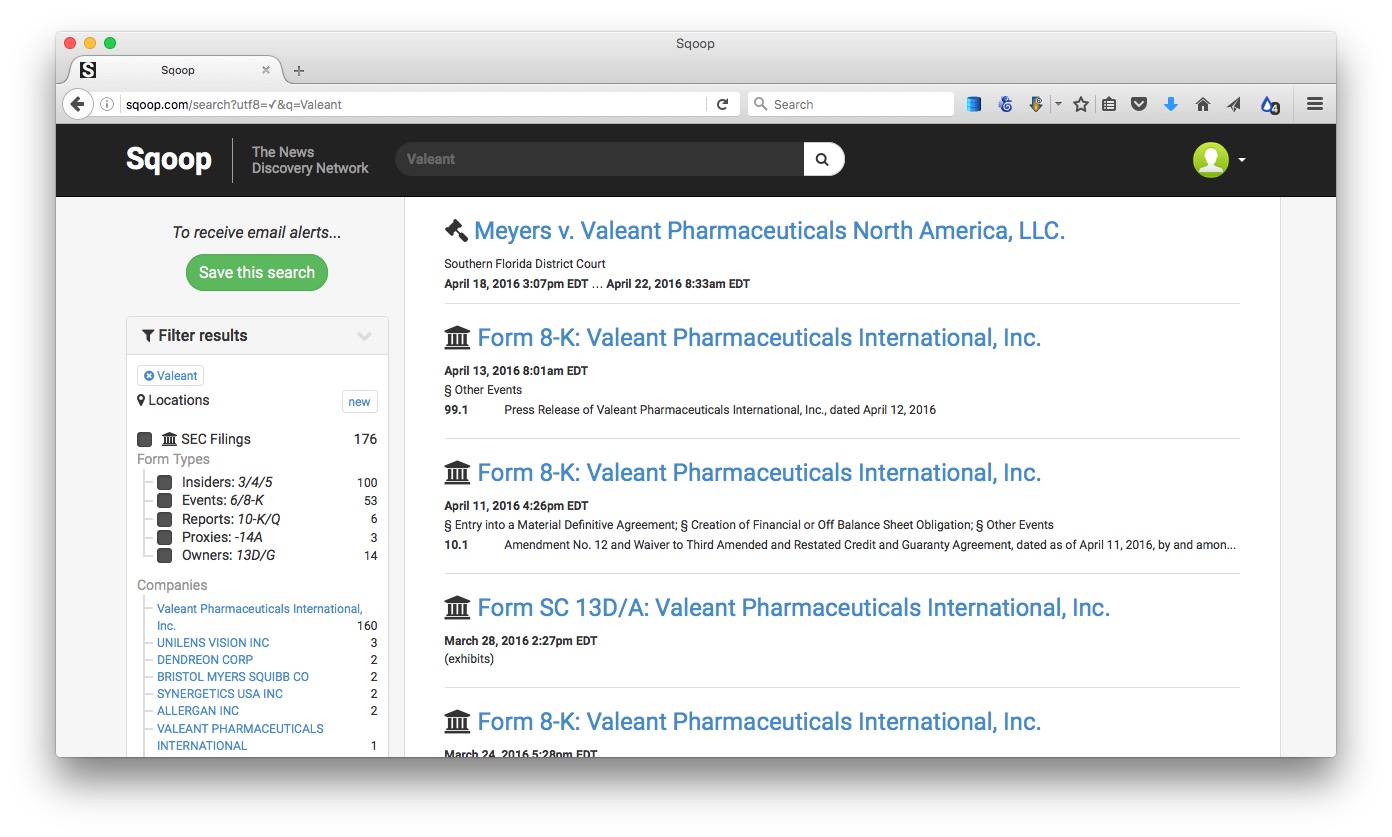 Sqoop
Sqoop
sqoop.com/search?utf8=✓&q=Valeant
Search
4
Sqoop
The News
Discovery Network
Valeant
To receive email alerts...
Save this search
Filter results
Valeant
Locations
new
SEC Filings 176
Form Types
Insiders: 3/4/5 100
Events: 6/8-K 53
Reports: 10-K/Q 6
Proxies: -14A 3
Owners: 13D/G 14
Companies
Valeant Pharmaceuticals International,
Inc. 160
UNILENS VISION INC 3
DENDREON CORP 2
BRISTOL MYERS SQUIBB CO 2
SYNERGETICS USA INC 2
ALLERGAN INC 2
VALEANT PHARMACEUTICALS
INTERNATIONAL 1
Meyers v. Valeant Pharmaceuticals North America, LLC.
Southern Florida District Court
April 18, 2016 3:07pm EDT ... April 22, 2016 8:33am EDT
Form 8-K: Valeant Pharmaceuticals International, Inc.
April 13, 2016 8:01am EDT
§ Other Events
99.1 Press Release of Valeant Pharmaceuticals International, Inc., dated April 12, 2016
Form 8-K: Valeant Pharmaceuticals International, Inc.
April 11, 2016 4:26pm EDT
§ Entry into a Material Definitive Agreement; § Creation of Financial or Off Balance Sheet Obligation; § Other Events
10.1 Amendment No. 12 and Waiver to Third Amended and Restated Credit and Guaranty Agreement, dated as of April 11, 2016, by and amon...
Form SC 13D/A: Valeant Pharmaceuticals International, Inc.
March 28, 2016 2:27pm EDT
(exhibits)
Form 8-K: Valeant Pharmaceuticals International, Inc.
March 24, 2016 5:28pm EDT